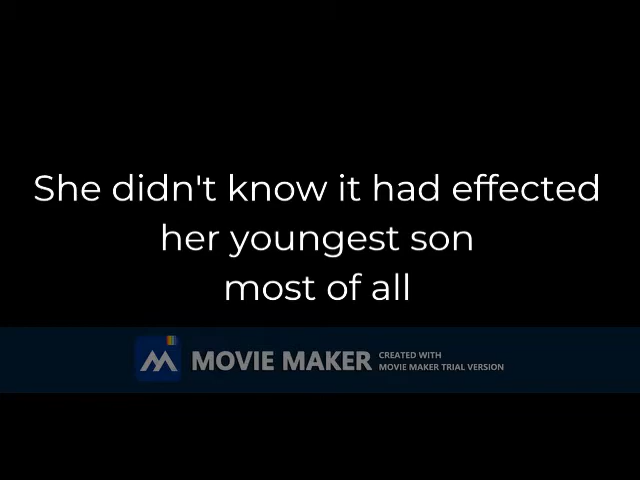 She didn't know it had effected
her youngest son
most of all
MOVIE MAKER
CREATED WITH
MOVIE MAKER TRIAL VERSION